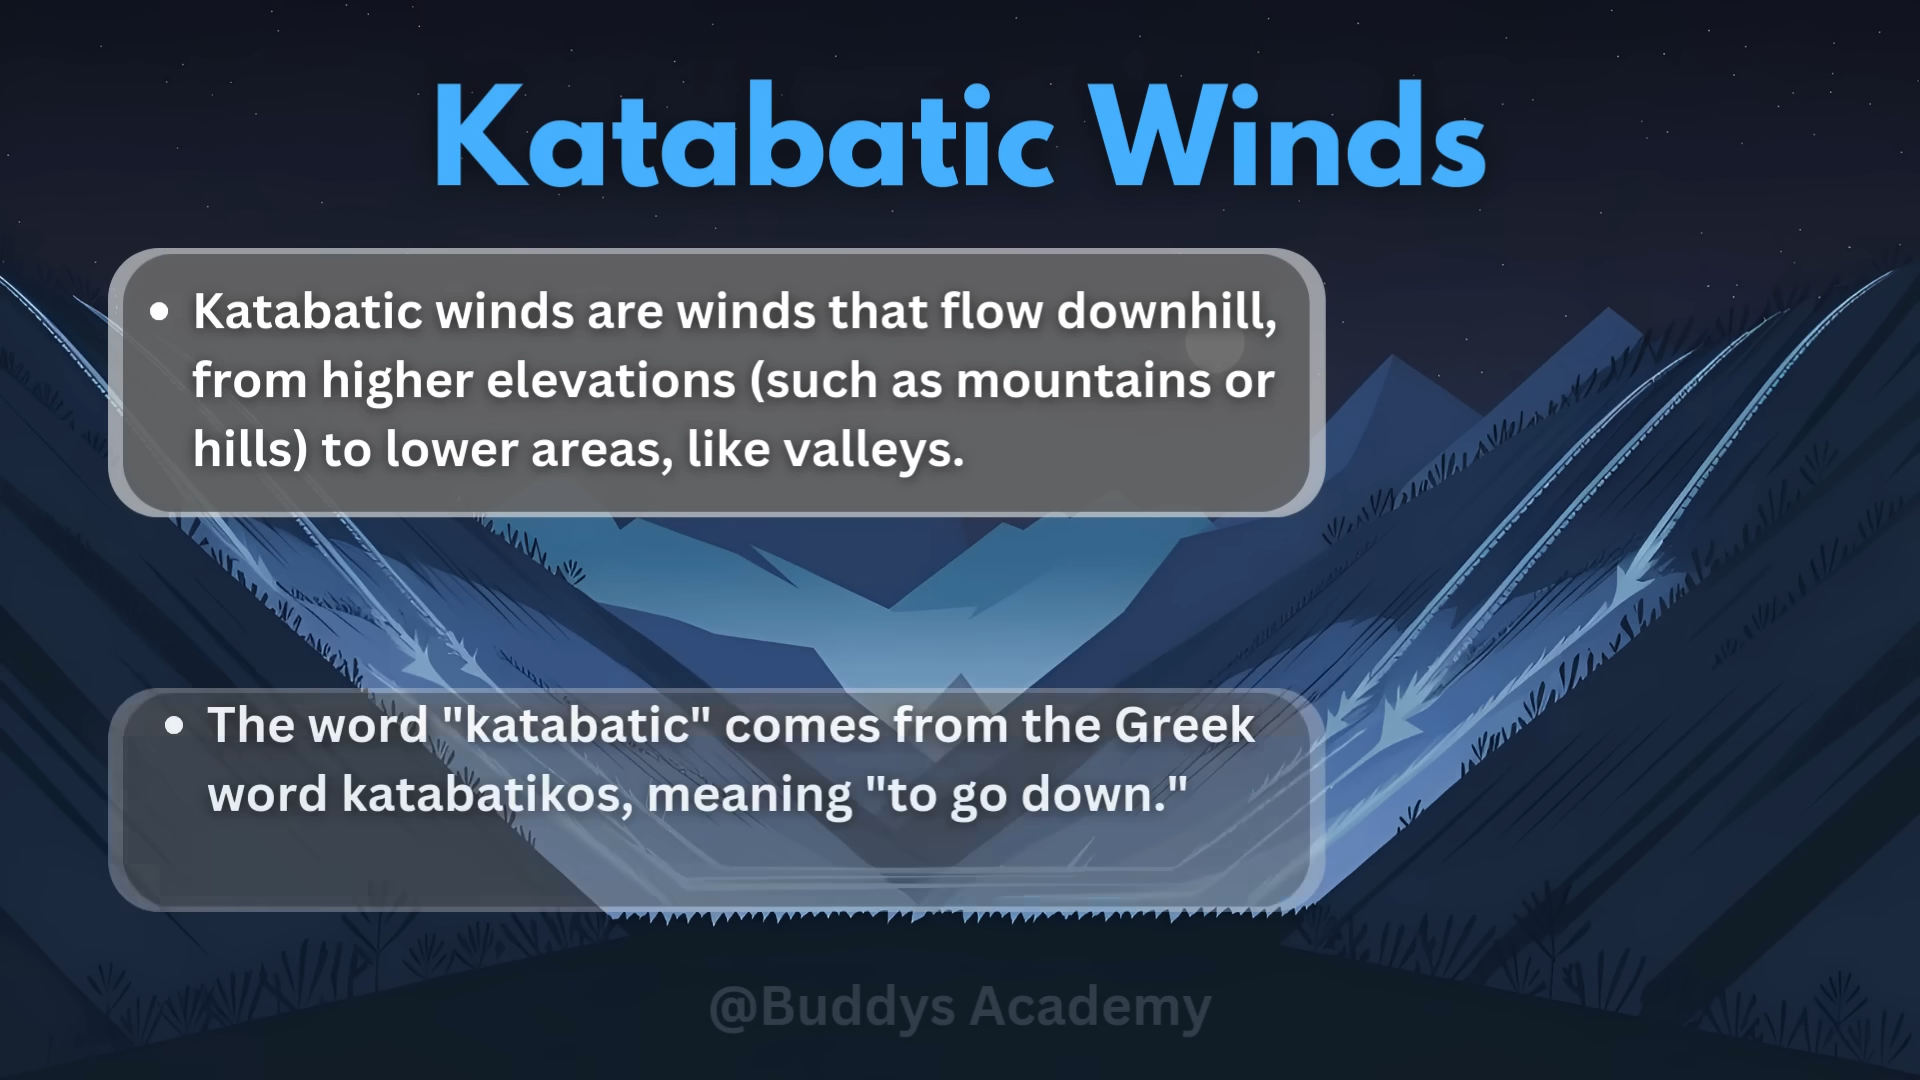 Katabatic Winds
• Katabatic winds are winds that flow downhill,
from higher elevations (such as mountains or
hills) to lower areas, like valleys.
• The word "katabatic" comes from the Greek
word katabatikos, meaning "to go down."
@Buddys Academy